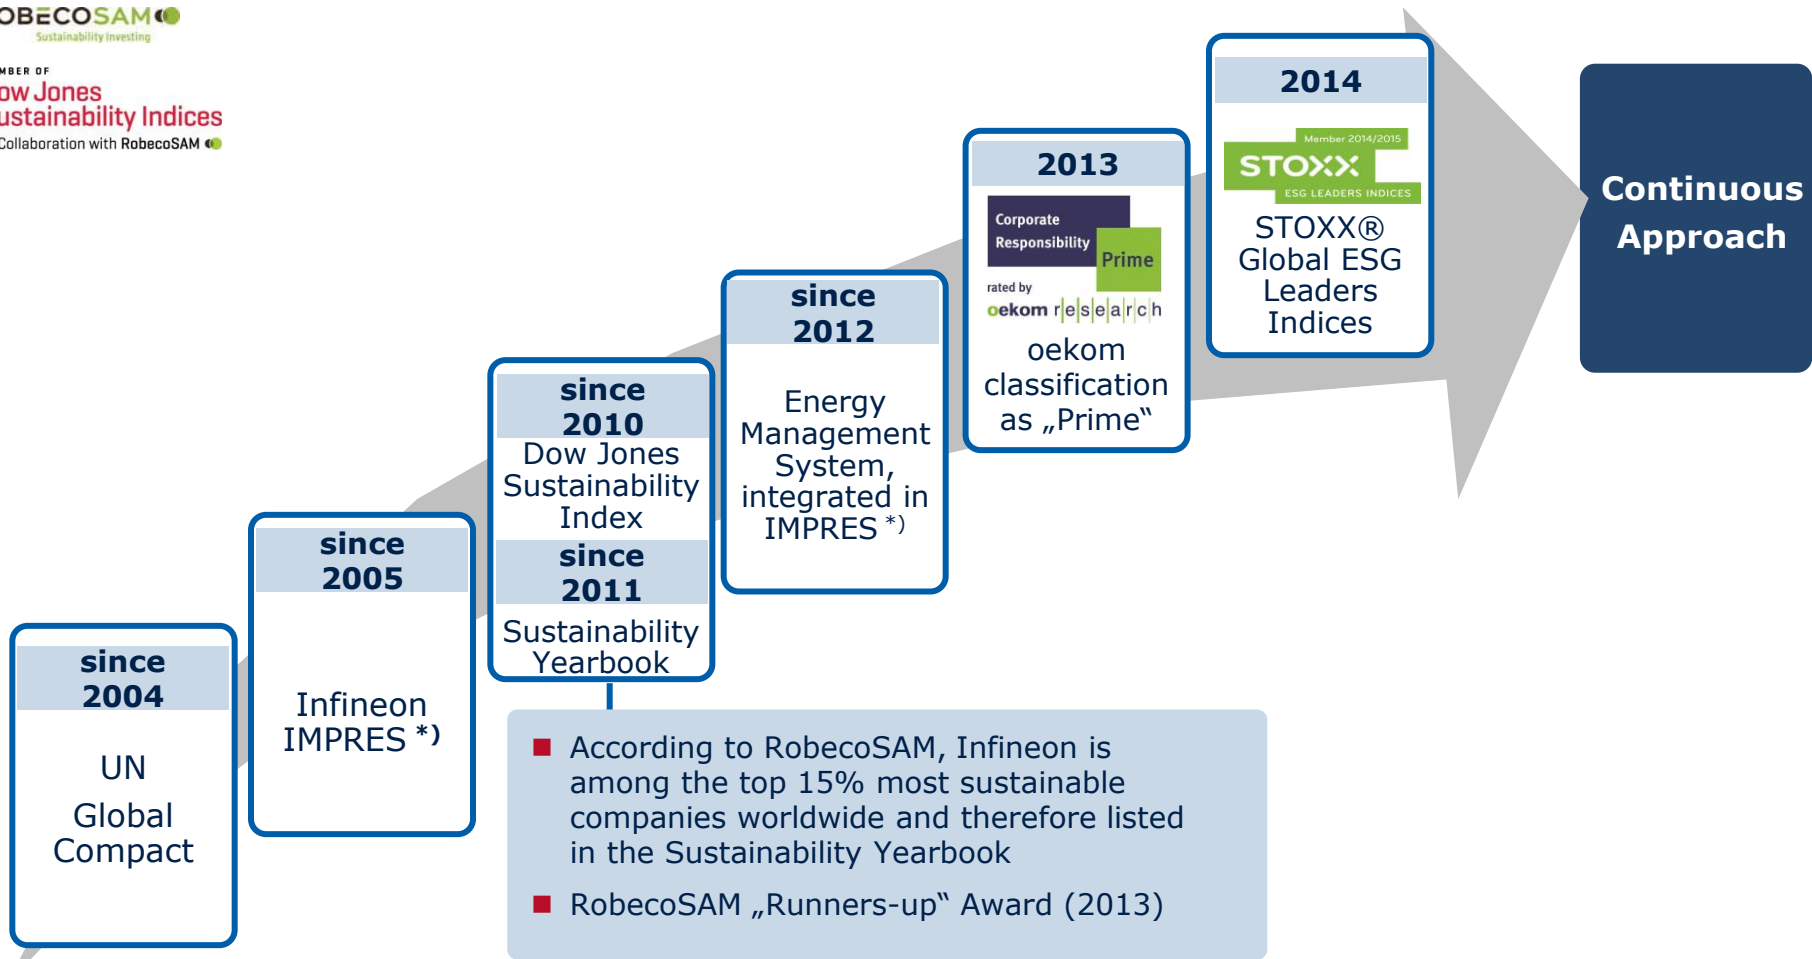 OBECOSAM
Sustainability Investing
MBER OF
ow Jones
ustainability Indices
Collaboration with RobecoSAM
2014
Member 2014/2015
STOXX
ESG LEADERS INDICES
STOXX®
Global ESG
Leaders
Indices
Continuous
Approach
2013
Corporate
Responsibility
Prime
rated by
oekom research
oekom
classification
as „Prime“
since
2012
Energy
Management
System,
integrated in
IMPRES *)
since
2010
Dow Jones
Sustainability
Index
since
2011
Sustainability
Yearbook
since
2005
Infineon
IMPRES *)
since
2004
UN
Global
Compact
■ According to RobecoSAM, Infineon is
among the top 15% most sustainable
companies worldwide and therefore listed
in the Sustainability Yearbook
■ RobecoSAM „Runners-up“ Award (2013)